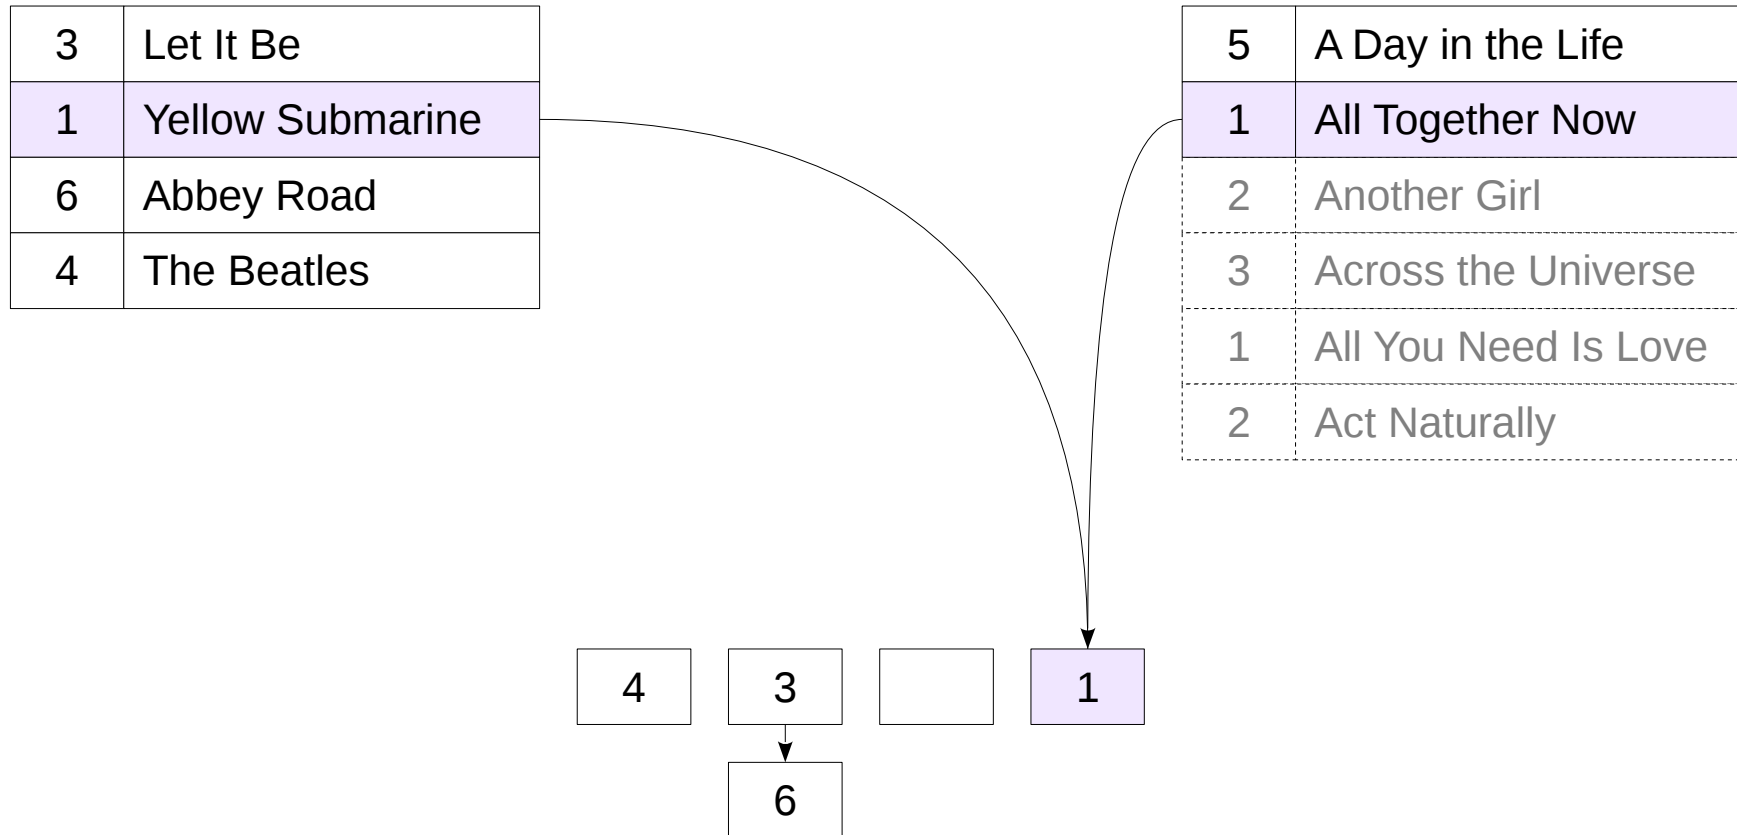 3 Let It Be
1 Yellow Submarine
6 Abbey Road
4 The Beatles
5 A Day in the Life
1 All Together Now
2 Another Girl
3 Across the Universe
1 All You Need Is Love
2 Act Naturally
4 3 1
6